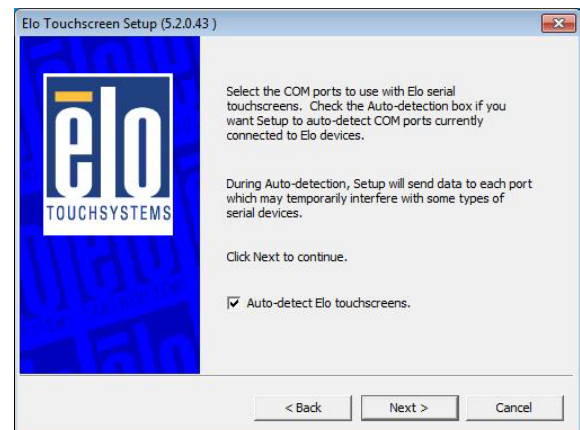 Elo Touchscreen Setup (5.2.0.43 )
ēlo
TOUCHSYSTEMS
Select the COM ports to use with Elo serial
touchscreens. Check the Auto-detection box if you
want Setup to auto-detect COM ports currently
connected to Elo devices.
During Auto-detection, Setup will send data to each port
which may temporarily interfere with some types of
serial devices.
Click Next to continue.
Auto-detect Elo touchscreens.
< Back
Next >
Cancel